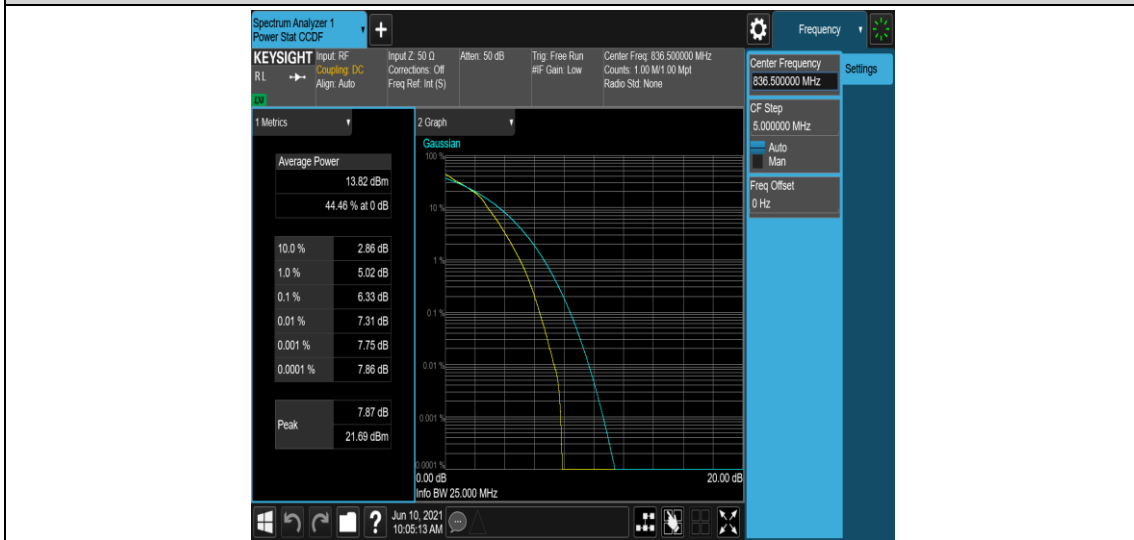 Spectrum Analyzer 1
Power Stat CCDF
Frequency
KEYSIGHT
RL
Input: RF
Coupling: DC
Align: Auto
Input Z: 50 Ω
Corrections: Off
Freq Ref: Int (S)
Atten: 50 dB
Trig: Free Run
#IF Gain: Low
Center Freq: 836.500000 MHz
Counts: 1.00 M/1.00 Mpt
Radio Std: None
Center Frequency
836.500000 MHz
Settings
CF Step
5.000000 MHz
Auto
Man
Freq Offset
0 Hz
1 Metrics
Average Power
13.82 dBm
44.46 % at 0 dB
10.0 % 2.86 dB
1.0 % 5.02 dB
0.1 % 6.33 dB
0.01 % 7.31 dB
0.001 % 7.75 dB
0.0001 % 7.86 dB
Peak
7.87 dB
21.69 dBm
2 Graph
Gaussian
100 %
10 %
1 %
0.1 %
0.01 %
0.001 %
0.0001 %
0.00 dB 20.00 dB
Info BW 25.000 MHz
Jun 10, 2021
10:05:13 AM